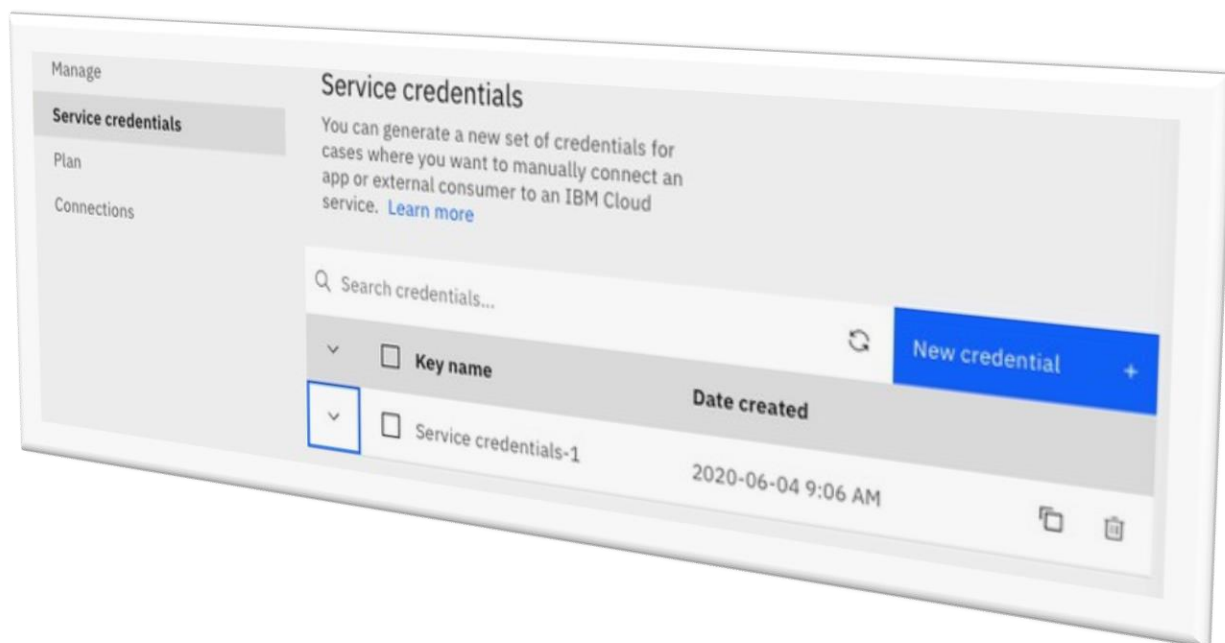 Manage
Service credentials
Plan
Connections
Service credentials
You can generate a new set of credentials for
cases where you want to manually connect an
app or external consumer to an IBM Cloud
service. Learn more
Search credentials...
New credential +
Key name
Date created
Service credentials-1
2020-06-04 9:06 AM